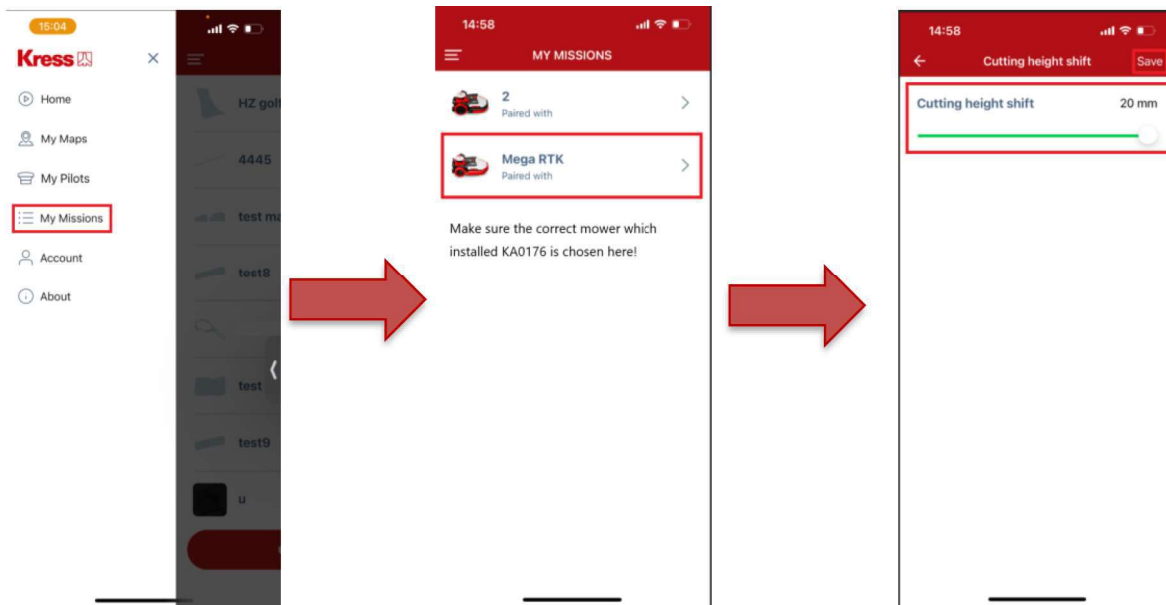 15:04
Kress
Home
My Maps
My Pilots
My Missions
Account
About
HZ golf
4445
test ma
test8
test
test9
u
14:58
MY MISSIONS
2
Paired with
Mega RTK
Paired with
Make sure the correct mower which
installed KA0176 is chosen here!
14:58
Cutting height shift
Save
Cutting height shift
20 mm